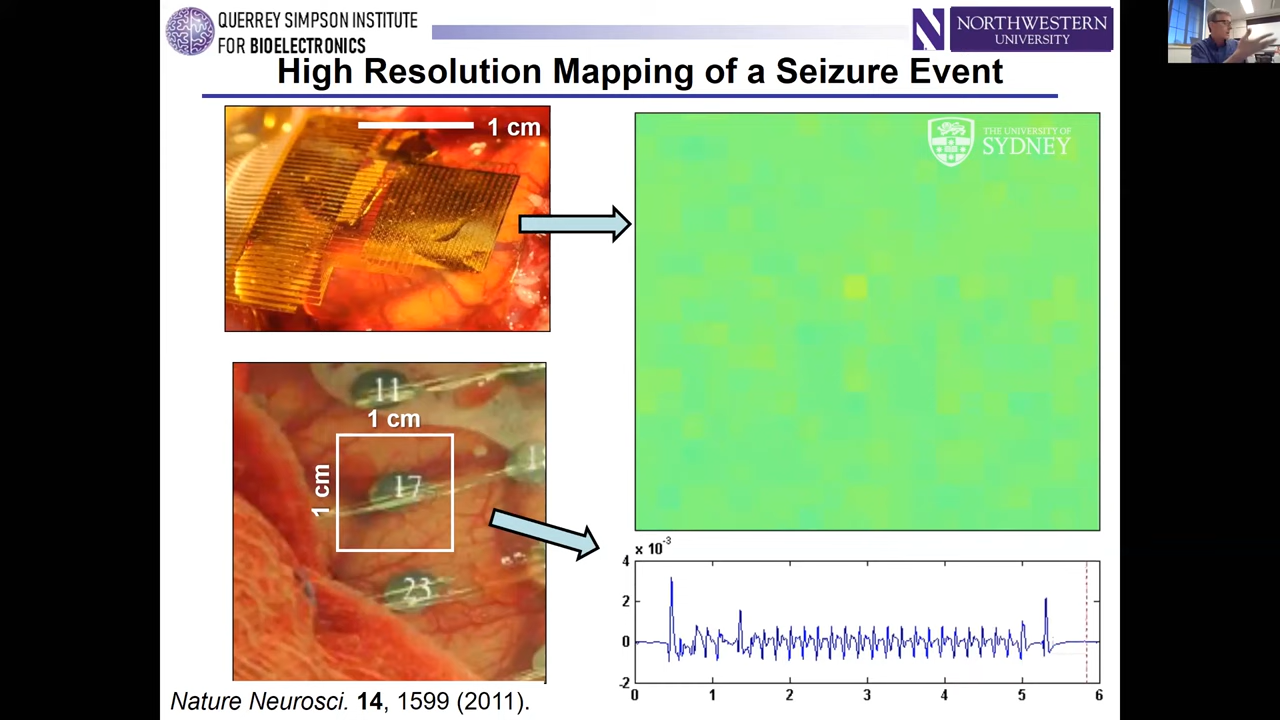 QUERREY SIMPSON INSTITUTE
FOR BIOELECTRONICS
N NORTHWESTERN
UNIVERSITY
High Resolution Mapping of a Seizure Event
1 cm
THE UNIVERSITY OF
SYDNEY
11
1 cm
1 cm
17
23
x 10-3
4
2
0
-2
0 1 2 3 4 5 6
Nature Neurosci. 14, 1599 (2011).